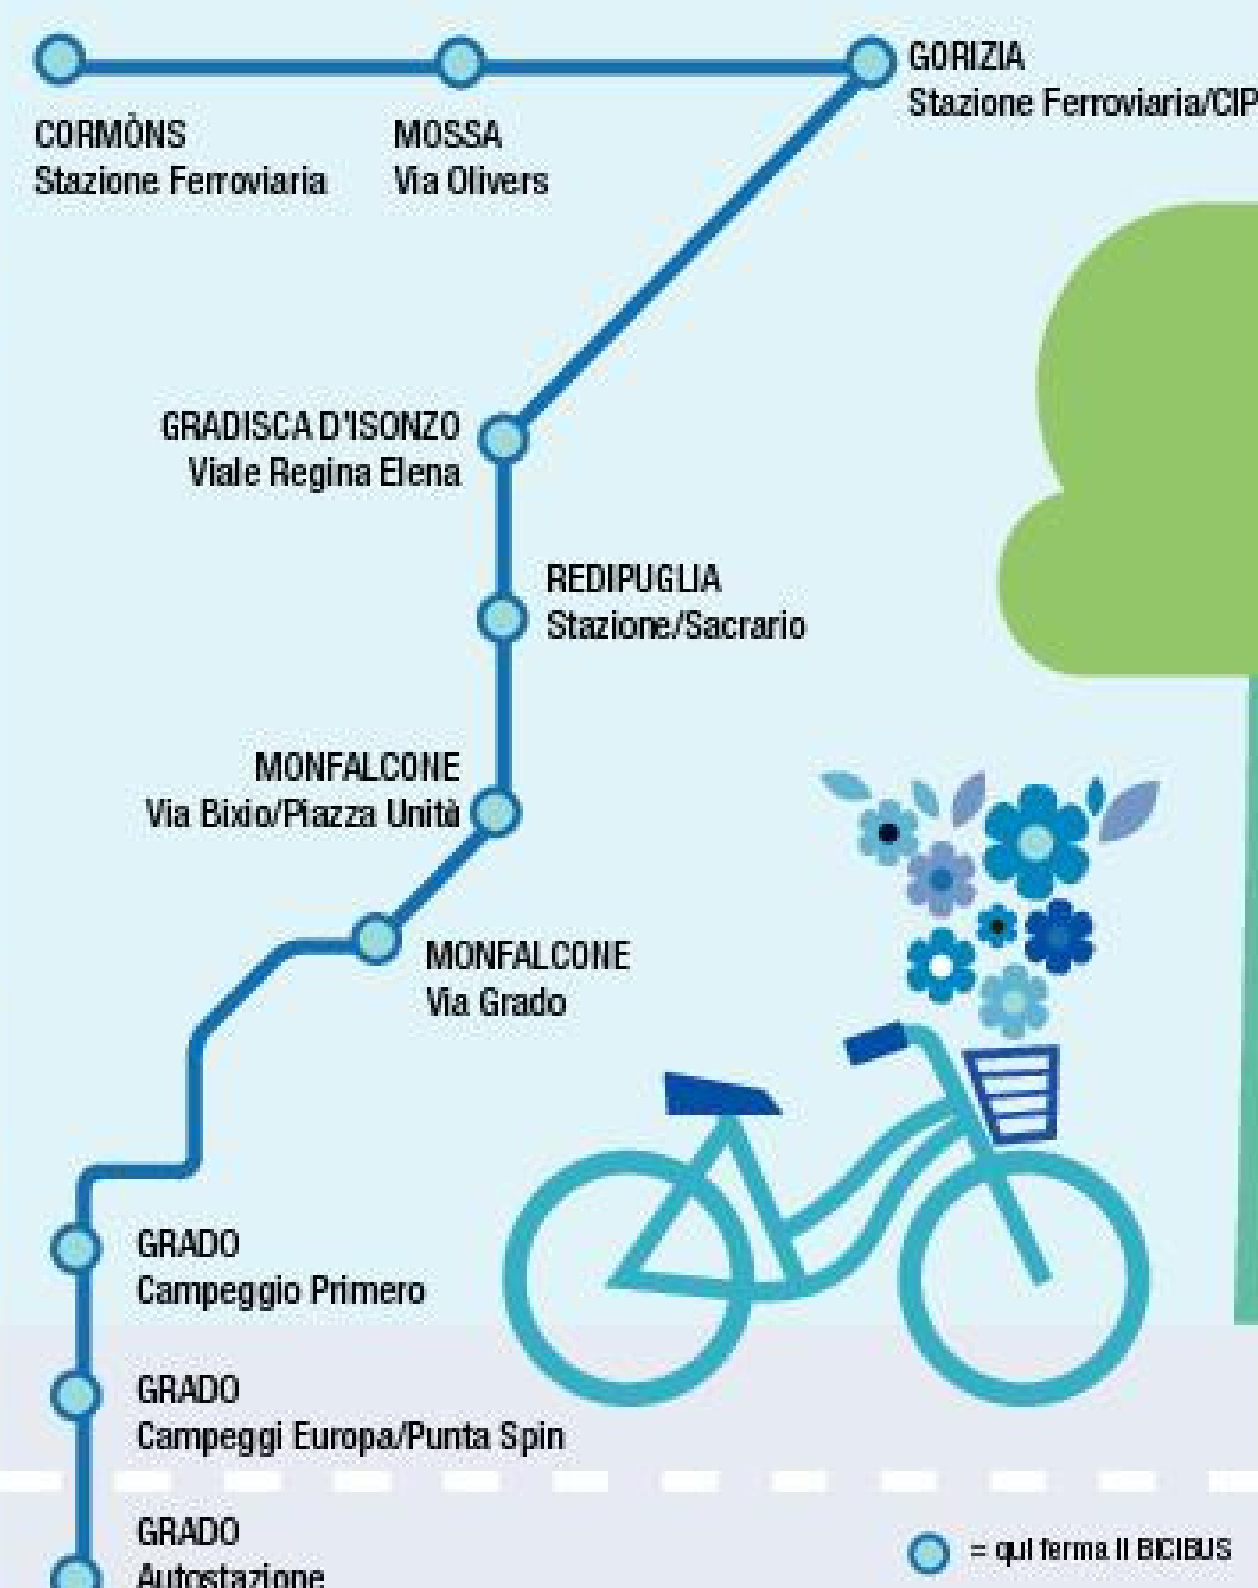 CORMÒNS
Stazione Ferroviaria
MOSSA
Via Olivers
GORIZIA
Stazione Ferroviaria/CIP
GRADISCA D'ISONZO
Viale Regina Elena
REDIPUGLIA
Stazione/Sacrario
MONFALCONE
Via Bixio/Piazza Unità
MONFALCONE
Via Grado
GRADO
Campeggio Primero
GRADO
Campeggi Europa/Punta Spin
GRADO
Autostazione
= qui ferma il BICIBUS